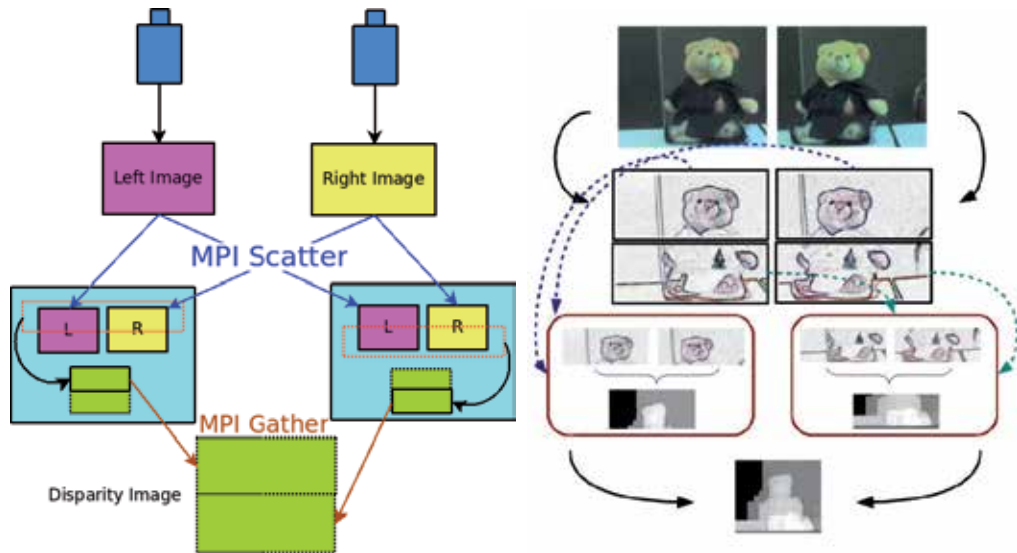 Left Image
Right Image
MPI Scatter
L
R
L
R
MPI Gather
Disparity Image